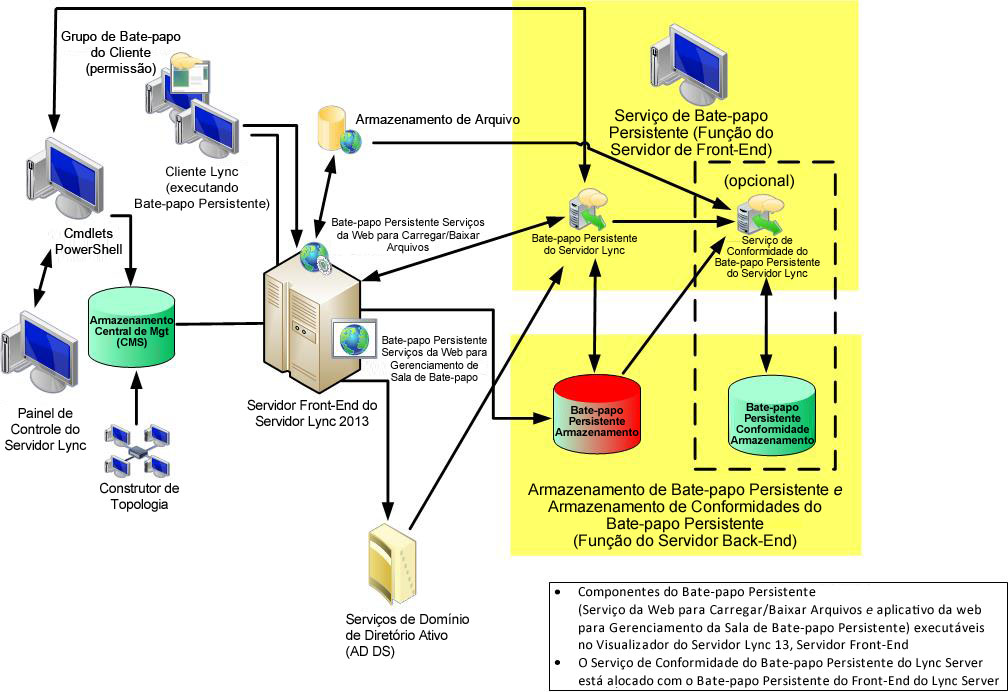 Grupo de Bate-papo
do Cliente
(permissão)
Cliente Lync
(executando
Bate-papo Persistente)
Armazenamento de Arquivo
Serviço de Bate-papo
Persistente (Função do
Servidor de Front-End)
(opcional)
Cmdlets
PowerShell
Bate-papo Persistente Serviços
da Web para Carregar/Baixar
Arquivos
Bate-papo Persistente
do Servidor Lync
Serviço de
Conformidade do
Bate-papo Persistente
do Servidor Lync
Armazenamento
Central de Mgt
(CMS)
Bate-papo Persistente
Serviços da Web para
Gerenciamento de
Sala de Bate-papo
Painel de
Controle do
Servidor Lync
Servidor Front-End do
Servidor Lync 2013
Bate-papo
Persistente
Armazenamento
Bate-papo
Persistente
Conformidade
Armazenamento
Construtor de
Topologia
Armazenamento de Bate-papo Persistente e
Armazenamento de Conformidades do
Bate-papo Persistente
(Função do Servidor Back-End)
Serviços de Domínio
de Diretório Ativo
(AD DS)
• Componentes do Bate-papo Persistente
(Serviço da Web para Carregar/Baixar Arquivos e aplicativo da web
para Gerenciamento da Sala de Bate-papo Persistente) executáveis
no Visualizador do Servidor Lync 13, Servidor Front-End
• O Serviço de Conformidade do Bate-papo Persistente do Lync Server
está alocado com o Bate-papo Persistente do Front-End do Lync Server